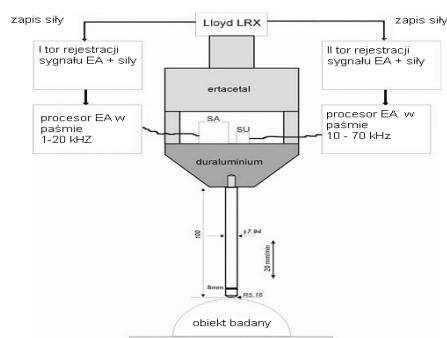 zapis siły
Lloyd LRX
zapis siły
I tor rejestracji
sygnału EA + siły
II tor rejestracji
sygnału EA + siły
ertacetal
procesor EA w
paśmie
1-20 kHZ
SA
SU
procesor EA w
paśmie
10 - 70 kHz
duraluminium
100
ϕ7.94
20 mm/min
8mm
R5.16
obiekt badany